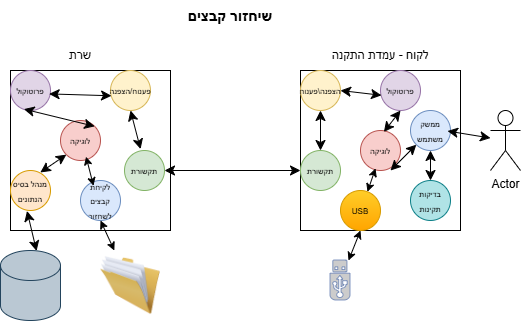 שיחזור קבצים
שרת
לקוח - עמדת התקנה
פרוטוקול
פענוח/הצפנה
הצפנה\פענוח
פרוטוקול
לוגיקה
לוגיקה
ממשק
משתמש
תקשורת
תקשורת
Actor
מנהל בסיס
הנתונים
לקיחת
קבצים
לשחזור
USB
בדיקות
תקינות